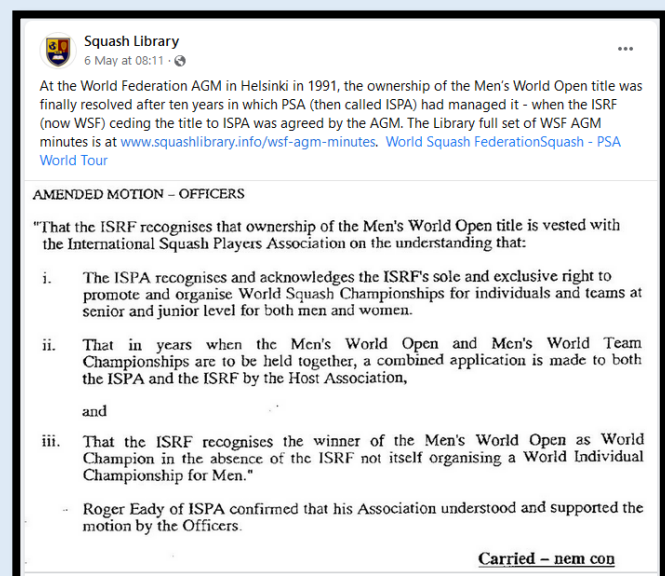 Squash Library
6 May at 08:11 ·
At the World Federation AGM in Helsinki in 1991, the ownership of the Men's World Open title was
finally resolved after ten years in which PSA (then called ISPA) had managed it - when the ISRF
(now WSF) ceding the title to ISPA was agreed by the AGM. The Library full set of WSF AGM
minutes is at www.squashlibrary.info/wsf-agm-minutes. World Squash FederationSquash - PSA
World Tour
AMENDED MOTION – OFFICERS
"That the ISRF recognises that ownership of the Men's World Open title is vested with
the International Squash Players Association on the understanding that:
i. The ISPA recognises and acknowledges the ISRF's sole and exclusive right to
promote and organise World Squash Championships for individuals and teams at
senior and junior level for both men and women.
ii. That in years when the Men's World Open and Men's World Team
Championships are to be held together, a combined application is made to both
the ISPA and the ISRF by the Host Association,
and
iii. That the ISRF recognises the winner of the Men's World Open as World
Champion in the absence of the ISRF not itself organising a World Individual
Championship for Men."
- Roger Eady of ISPA confirmed that his Association understood and supported the
motion by the Officers.
Carried – nem con